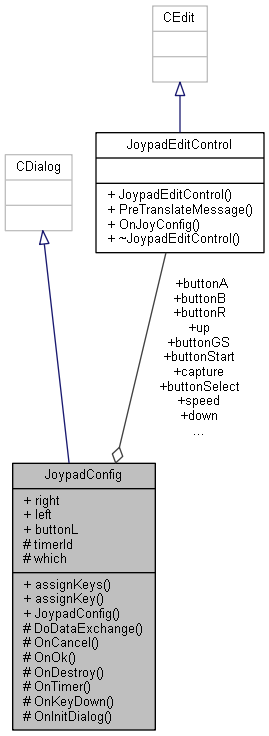 CEdit
JoypadEditControl
+ JoypadEditControl()
+ PreTranslateMessage()
+ OnJoyConfig()
+ ~JoypadEditControl()
CDialog
+buttonA
+buttonB
+buttonR
+up
+buttonGS
+buttonStart
+capture
+buttonSelect
+speed
+down
...
JoypadConfig
+ right
+ left
+ buttonL
# timerId
# which
+ assignKeys()
+ assignKey()
+ JoypadConfig()
# DoDataExchange()
# OnCancel()
# OnOk()
# OnDestroy()
# OnTimer()
# OnKeyDown()
# OnInitDialog()